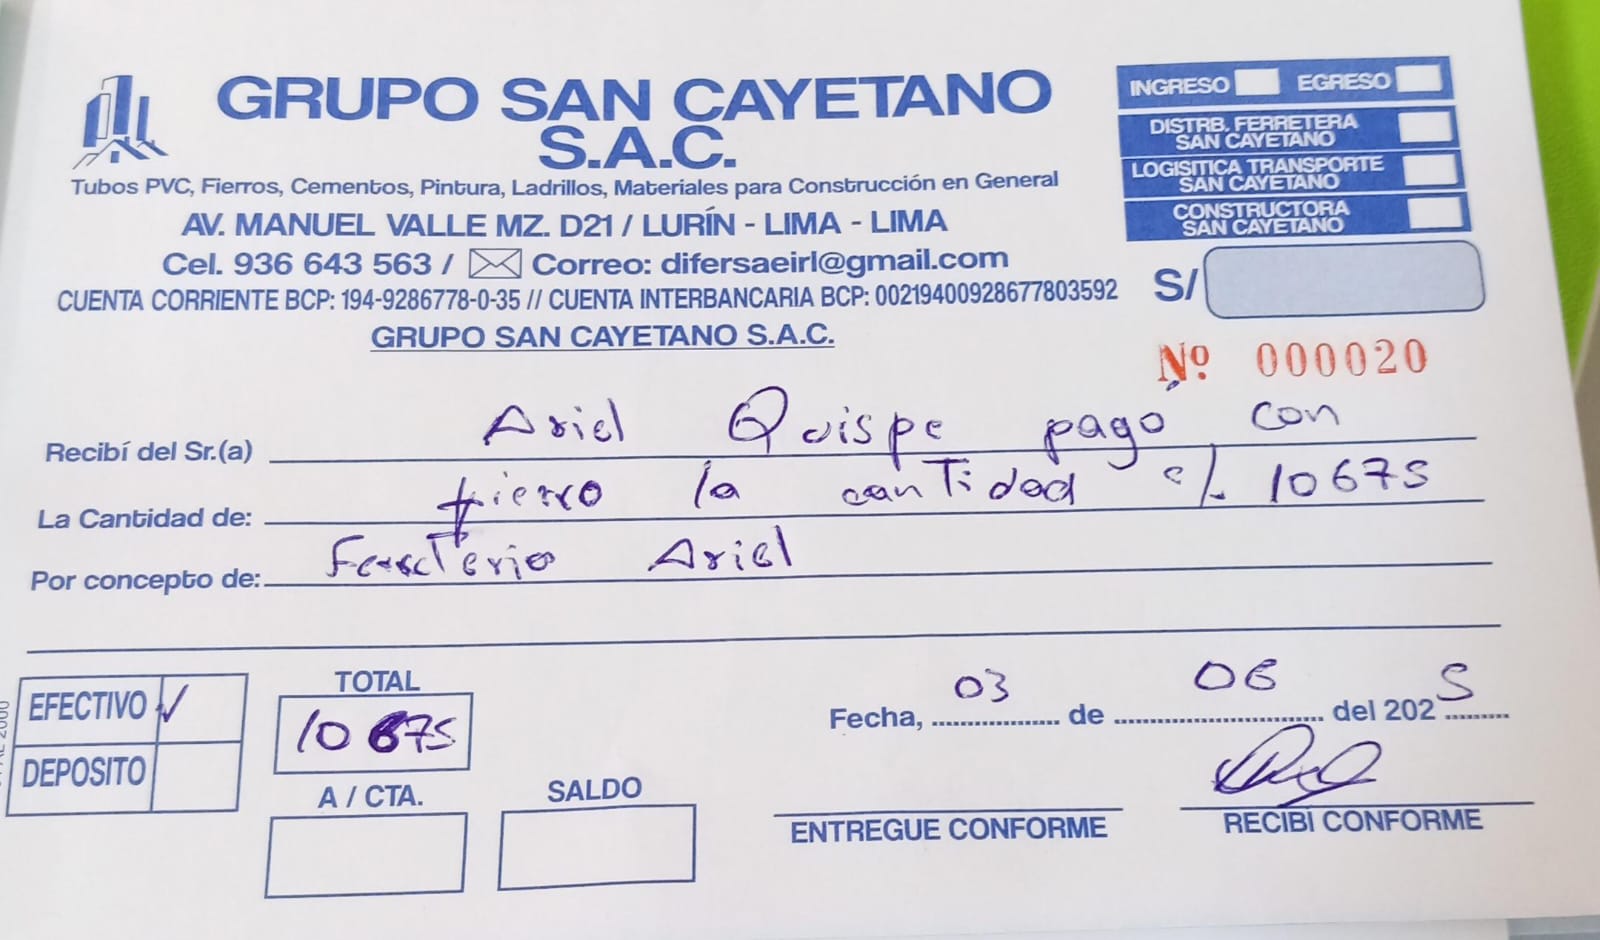 GRUPO SAN CAYETANO
S.A.C.
Tubos PVC, Fierros, Cementos, Pintura, Ladrillos, Materiales para Construcción en General
AV. MANUEL VALLE MZ. D21 / LURÍN - LIMA - LIMA
Cel. 936 643 563 / Correo: difersaeirl@gmail.com
CUENTA CORRIENTE BCP: 194-9286778-0-35 // CUENTA INTERBANCARIA BCP: 00219400928677803592
GRUPO SAN CAYETANO S.A.C.
INGRESO EGRESO
DISTRB. FERRETERA
SAN CAYETANO
LOGISITICA TRANSPORTE
SAN CAYETANO
CONSTRUCTORA
SAN CAYETANO
S/
Nº 000020
Recibí del Sr.(a) Ariel Quispe pagó con
La Cantidad de: fierro la cantidad s/. 10675
Por concepto de: Ferreteria Ariel
EFECTIVO ✓
DEPOSITO
TOTAL
10675
A / CTA.
SALDO
Fecha, 03 de 06 del 2025
ENTREGUE CONFORME
RECIBI CONFORME